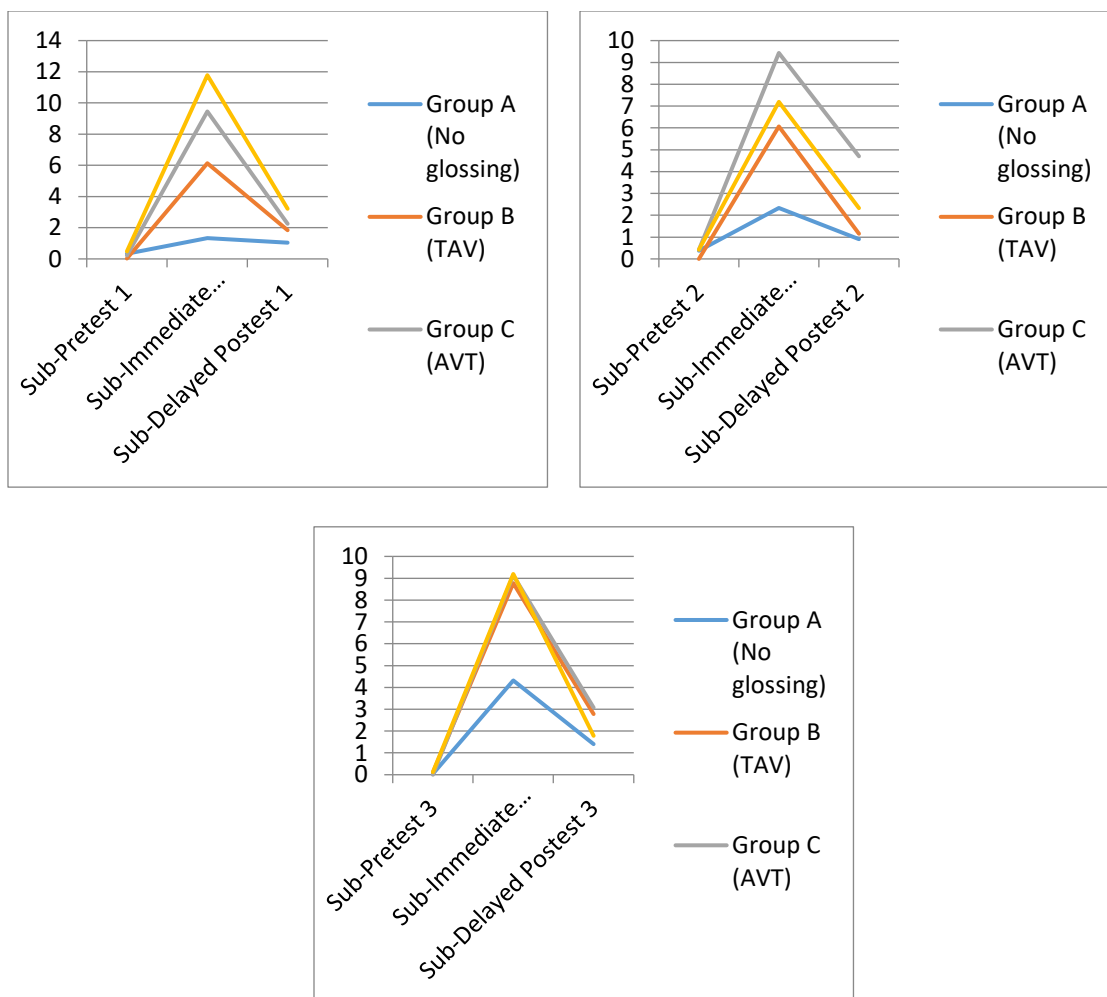 14
12
10
8
6
4
2
0
Sub-Pretest 1
Sub-Immediate...
Sub-Delayed Postest 1
Group A
(No
glossing)
Group B
(TAV)
Group C
(AVT)
10
9
8
7
6
5
4
3
2
1
0
Sub-Pretest 2
Sub-Immediate...
Sub-Delayed Postest 2
Group A
(No
glossing)
Group B
(TAV)
Group C
(AVT)
10
9
8
7
6
5
4
3
2
1
0
Sub-Pretest 3
Sub-Immediate...
Sub-Delayed Postest 3
Group A
(No
glossing)
Group B
(TAV)
Group C
(AVT)